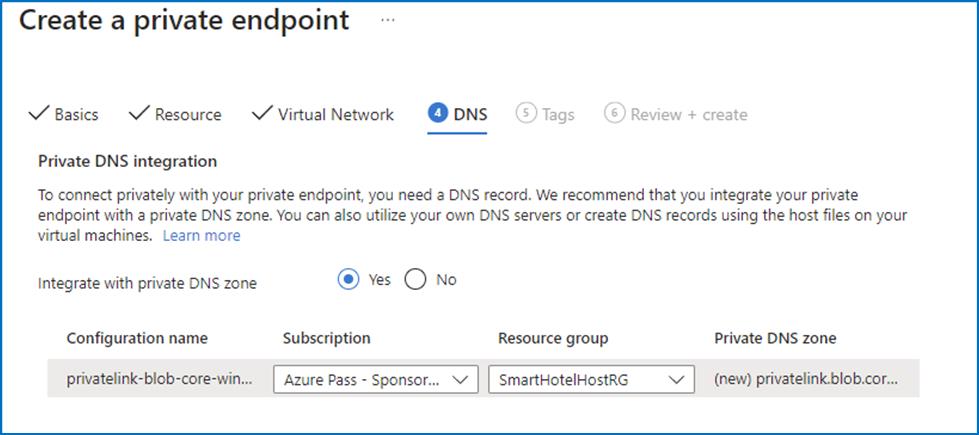 Create a private endpoint ...
Basics Resource Virtual Network 4 DNS 5 Tags 6 Review + create
Private DNS integration
To connect privately with your private endpoint, you need a DNS record. We recommend that you integrate your private
endpoint with a private DNS zone. You can also utilize your own DNS servers or create DNS records using the host files on your
virtual machines. Learn more
Integrate with private DNS zone Yes No
Configuration name Subscription Resource group Private DNS zone
privatelink-blob-core-win... Azure Pass - Sponsor... SmartHotelHostRG (new) privatelink.blob.cor...